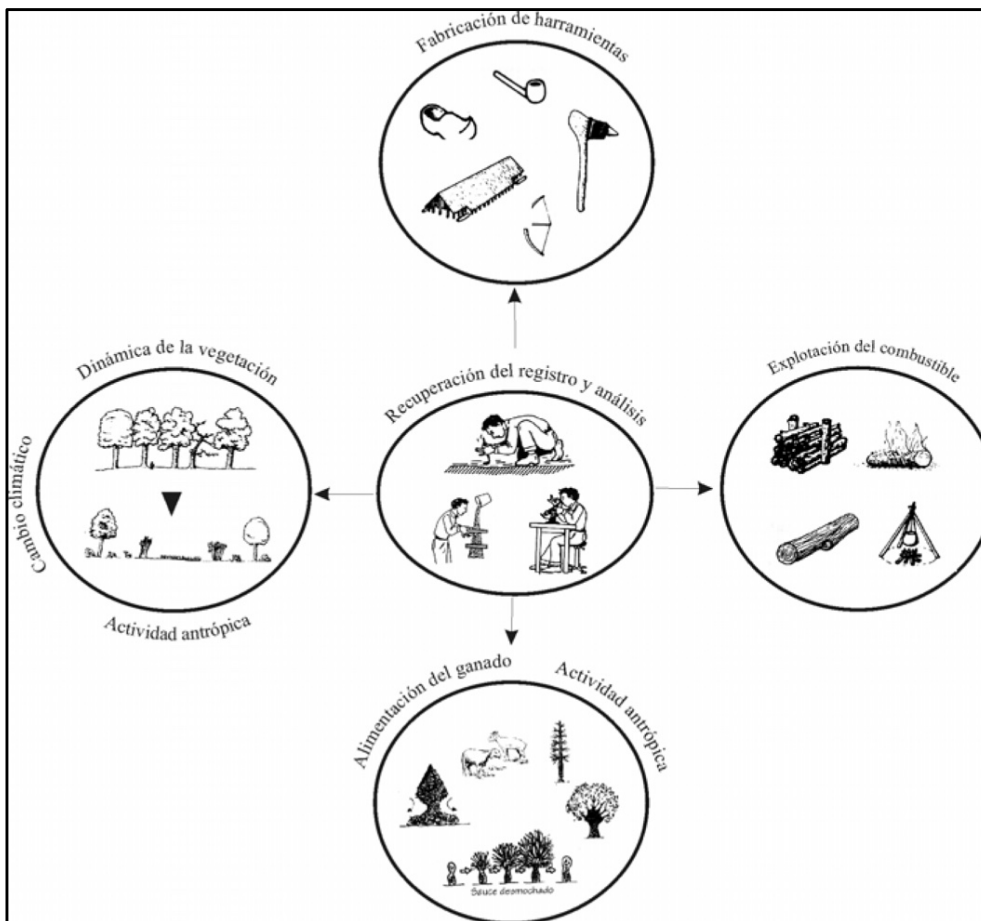 Fabricación de harramientas
Dinámica de la vegetación
Cambio climático
Actividad antrópica
Recuperación del registro y análisis
Explotación del combustible
Alimentación del ganado
Actividad antrópica
Sauce desmochado